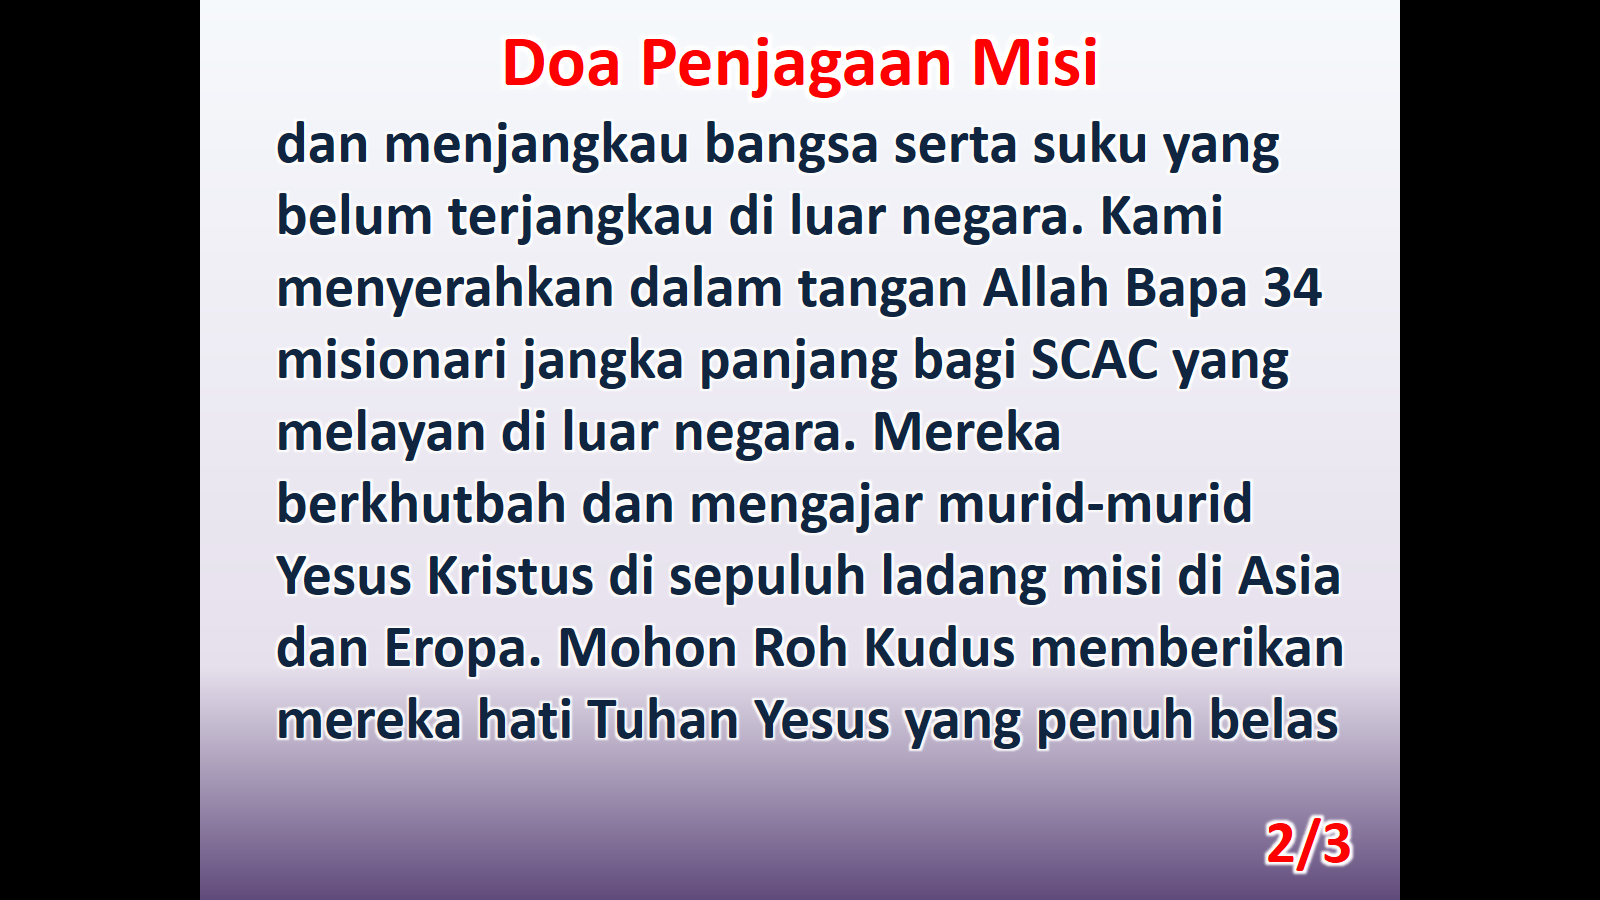 Doa Penjagaan Misi
dan menjangkau bangsa serta suku yang
belum terjangkau di luar negara. Kami
menyerahkan dalam tangan Allah Bapa 34
misionari jangka panjang bagi SCAC yang
melayan di luar negara. Mereka
berkhutbah dan mengajar murid-murid
Yesus Kristus di sepuluh ladang misi di Asia
dan Eropa. Mohon Roh Kudus memberikan
mereka hati Tuhan Yesus yang penuh belas
2/3